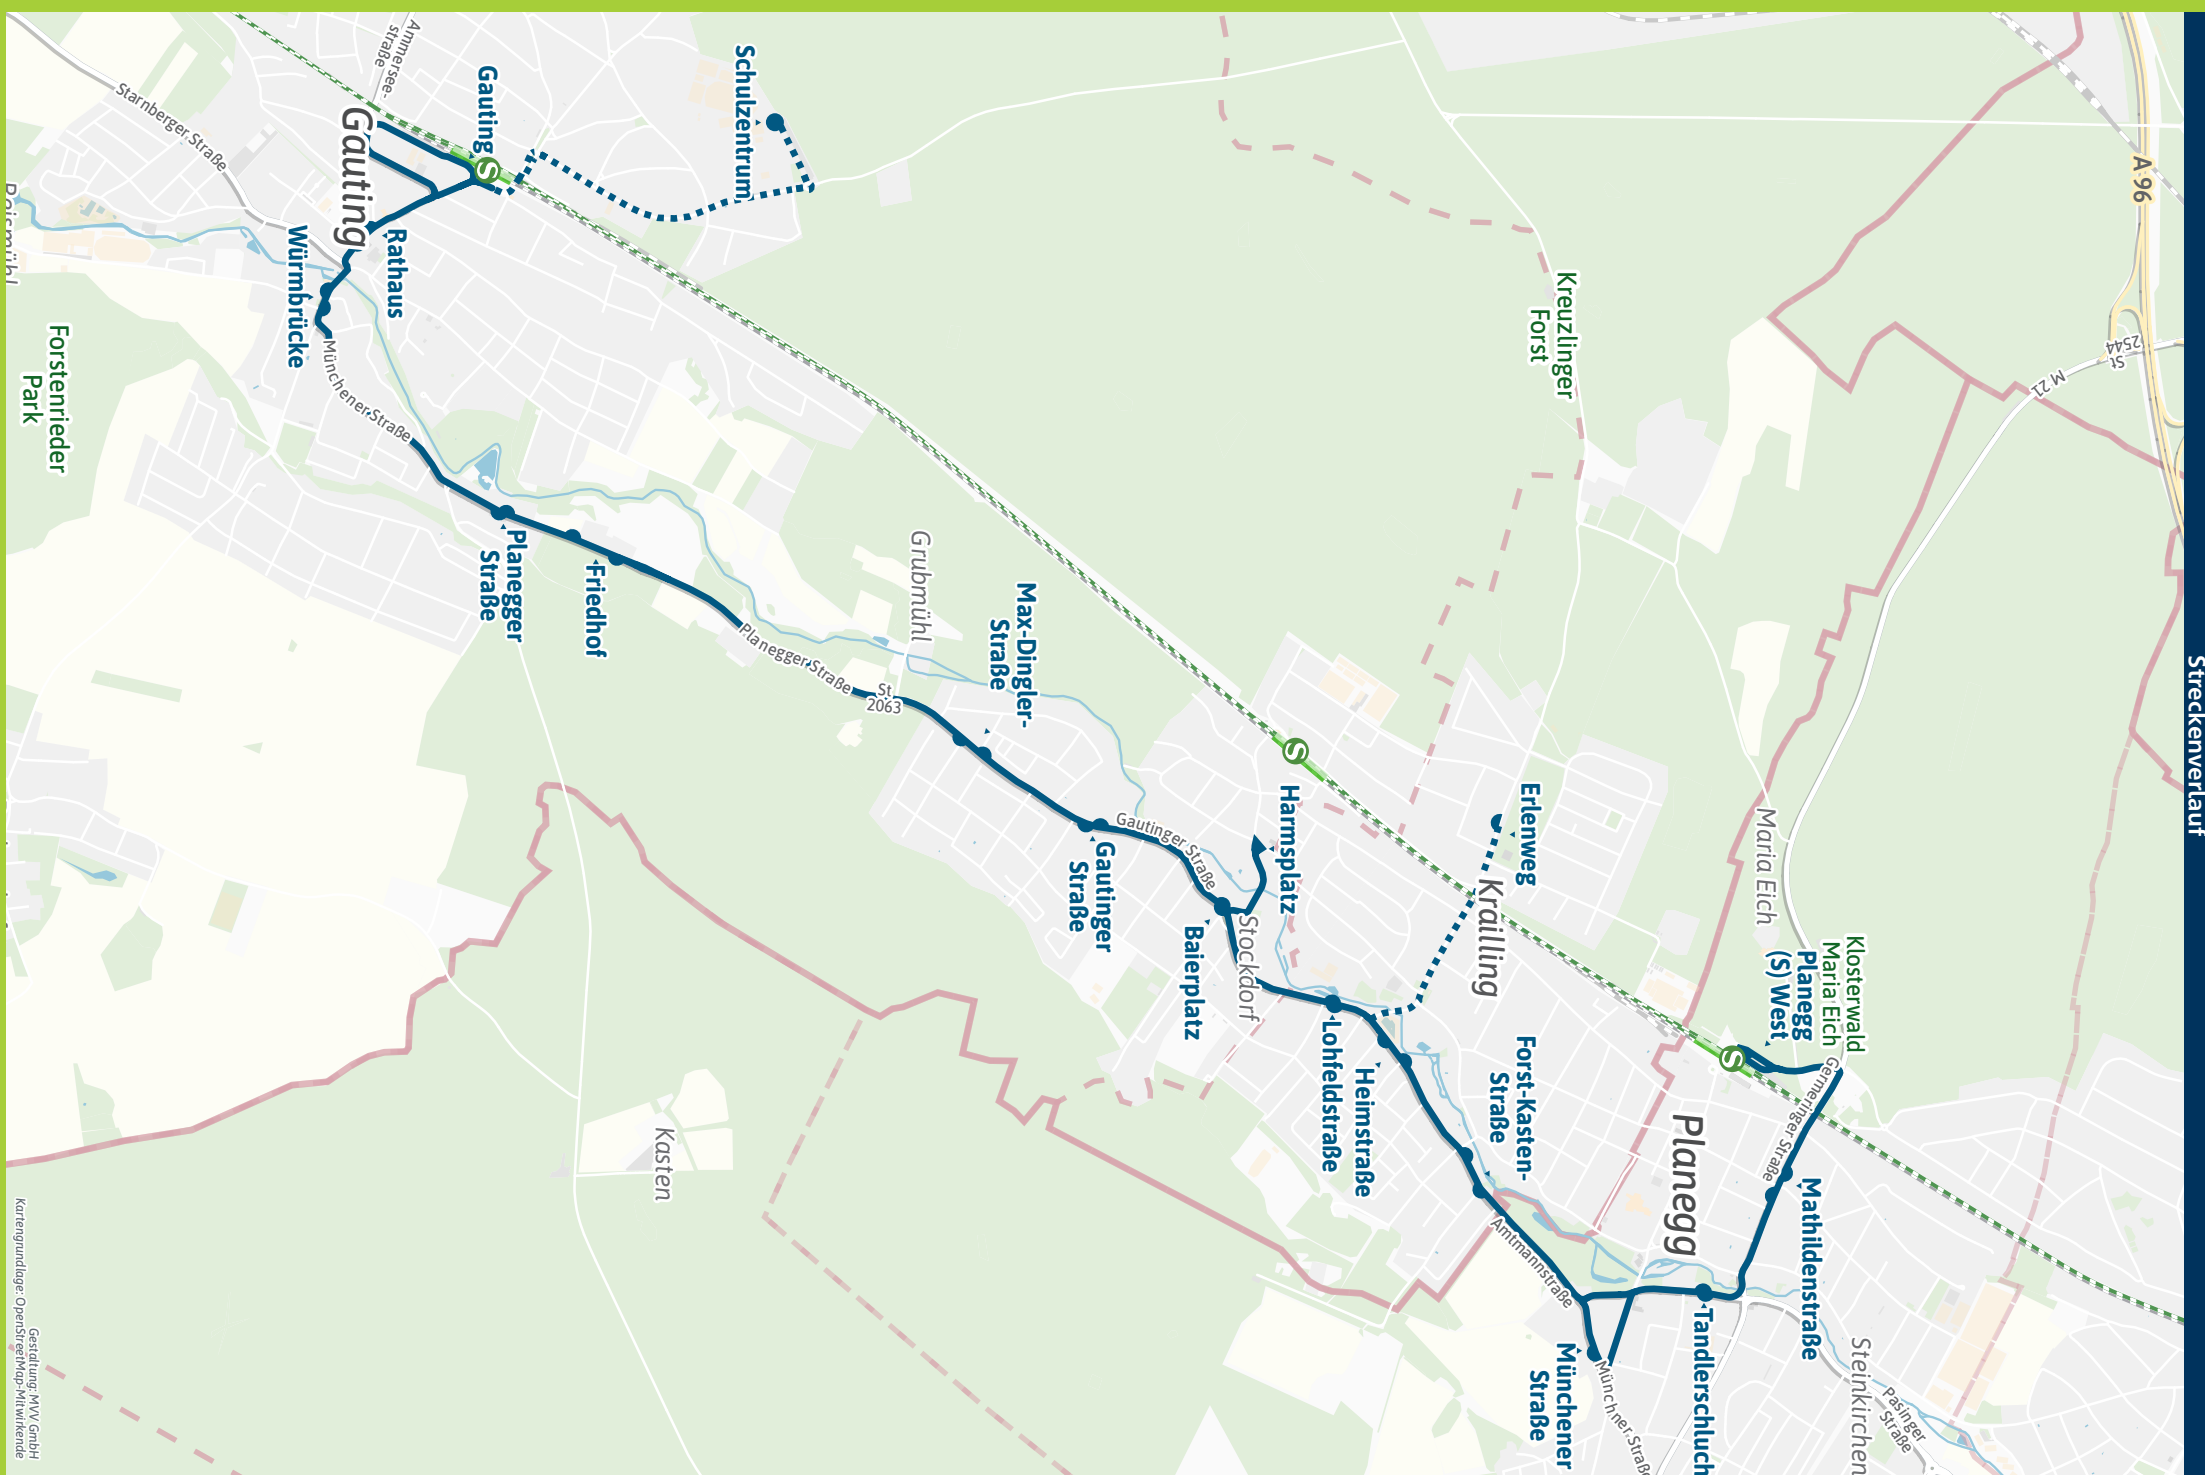 Streckenverlauf
A 96
St
2544
M 21
Kreuzlinger
Forst
Maria Eich
Klosterwald
Maria Eich
Planegg
(S) West
Germeringer Straße
Mathildenstraße
Planegg
Tandlerschluch
Steinkirchen
Pasinger
Straße
Münchener
Straße
Münchner Straße
Amtmannstraße
Forst-Kasten-
Straße
Erlenweg
Krailling
Heimstraße
Lohfeldstraße
Harmsplatz
Stockdorf
Baierplatz
Gautinger Straße
Gautinger
Straße
Max-Dingler-
Straße
Grubmühl
St
2063
Planegger Straße
Schulzentrum
Kasten
Friedhof
Planegger
Straße
Gauting
Ammersee-
straße
Gauting
Rathaus
Würmbrücke
Münchener Straße
Starnberger Straße
Reismühl
Forstenrieder
Park
Gestaltung: MVV GmbH
Kartengrundlage: OpenStreetMap-Mitwirkende